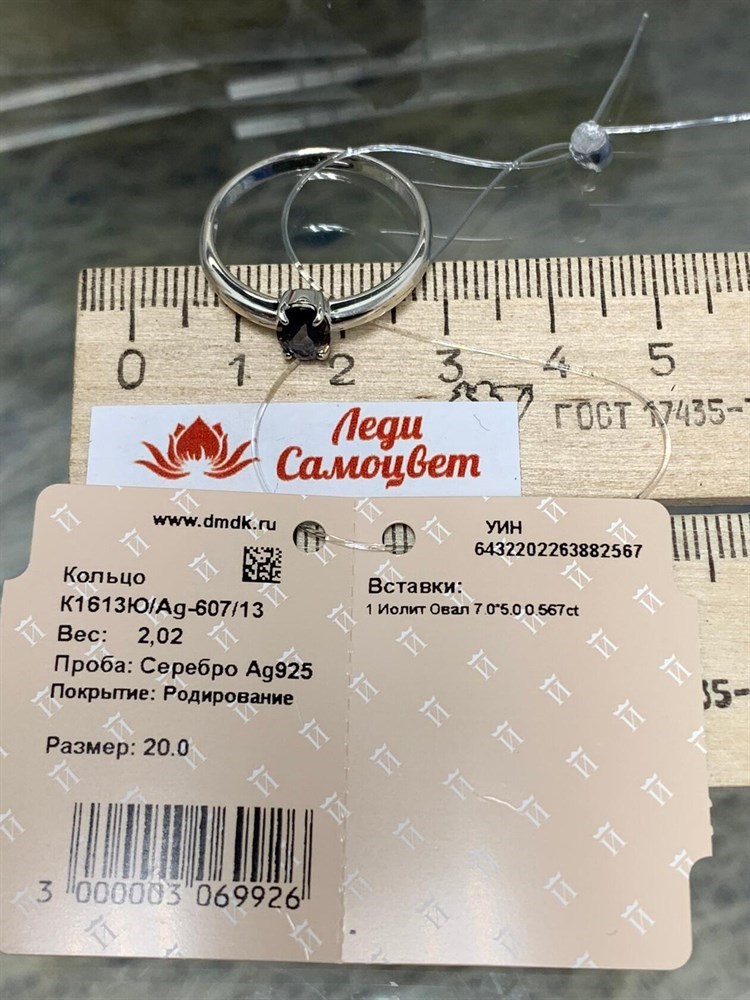 0 1 2 3 4 5
ГОСТ 17435-7
Леди
Самоцвет
www.dmdk.ru
УИН
6432202263882567
Кольцо
К1613Ю/Ag-607/13
Вес: 2,02
Проба: Серебро Ag925
Покрытие: Родирование
Размер: 20.0
Вставки:
1 Иолит Овал 7.0*5.0 0.567ct
35-
3 000003 069926